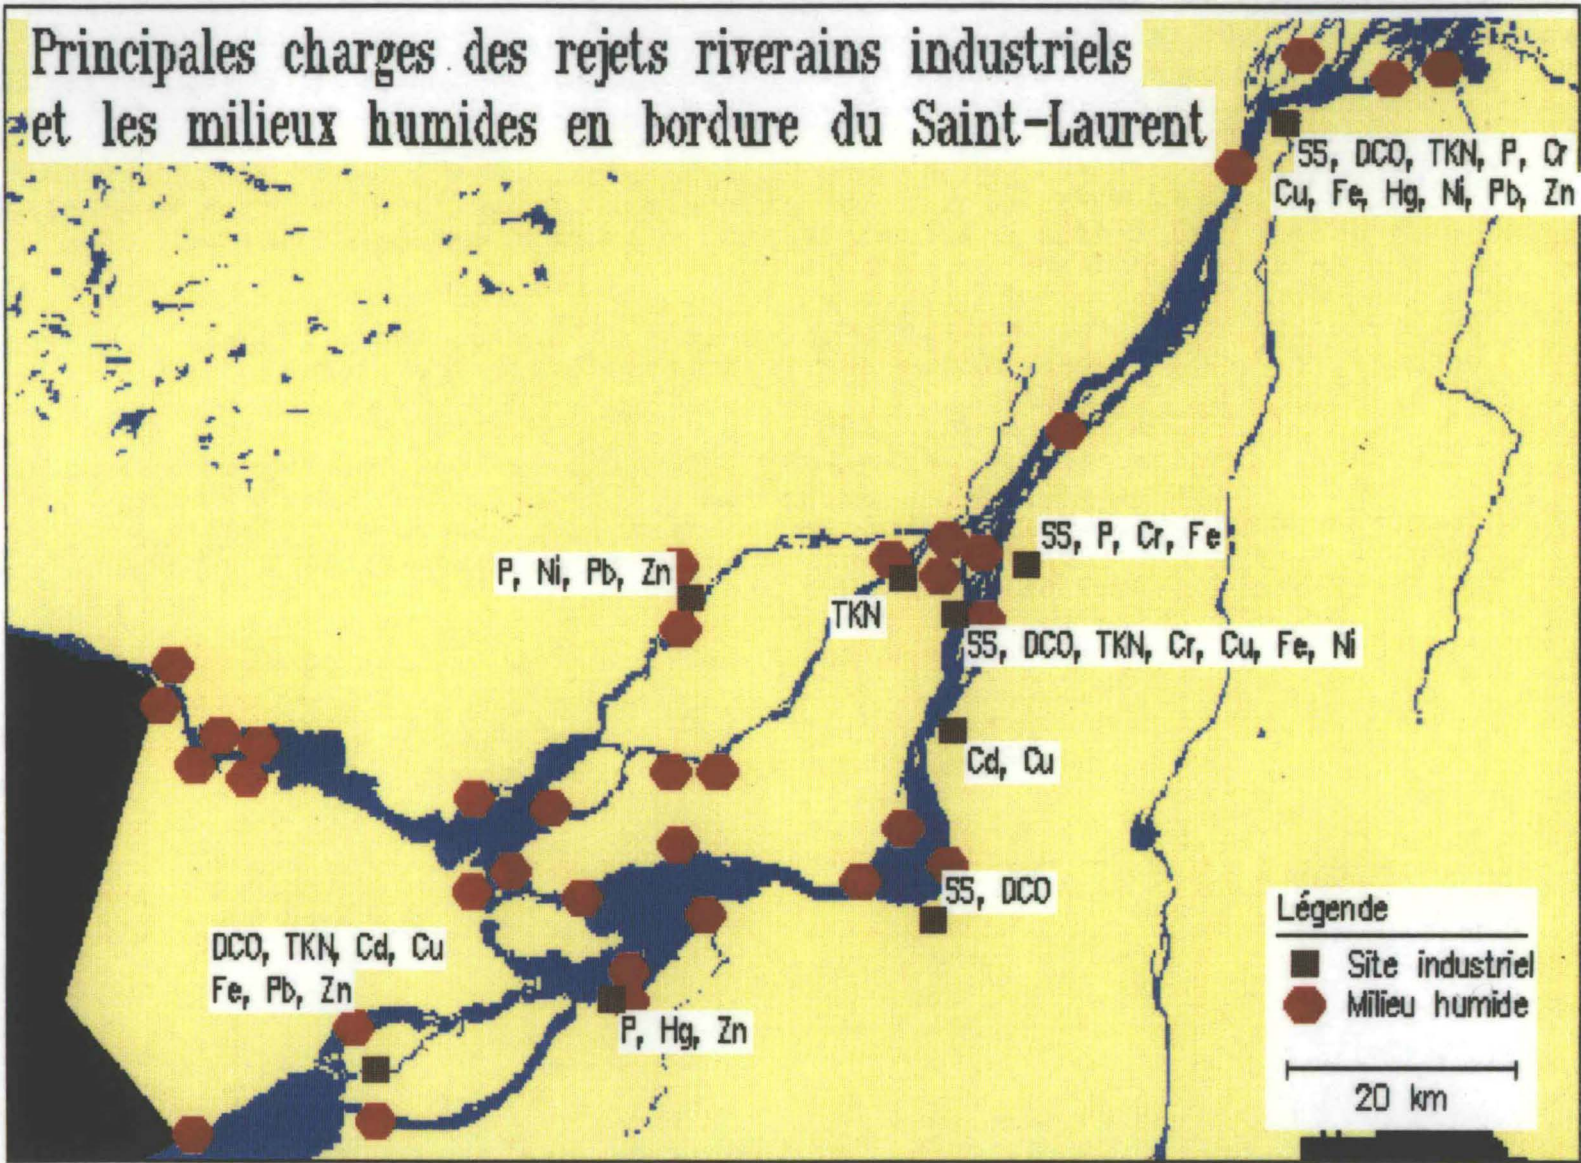 Principales charges des rejets riverains industriels
et les milieux humides en bordure du Saint-Laurent
SS, DCO, TKN, P, Cr
Cu, Fe, Hg, Ni, Pb, Zn
SS, P, Cr, Fe
P, Ni, Pb, Zn
TKN
SS, DCO, TKN, Cr, Cu, Fe, Ni
Cd, Cu
SS, DCO
DCO, TKN, Cd, Cu
Fe, Pb, Zn
P, Hg, Zn
Légende
Site industriel
Milieu humide
20 km